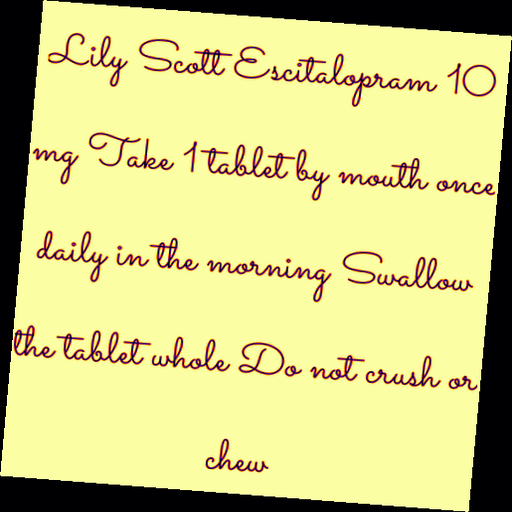 Lily Scott Escitalopram 10
mg Take 1 tablet by mouth once
daily in the morning Swallow
the tablet whole Do not crush or
chew